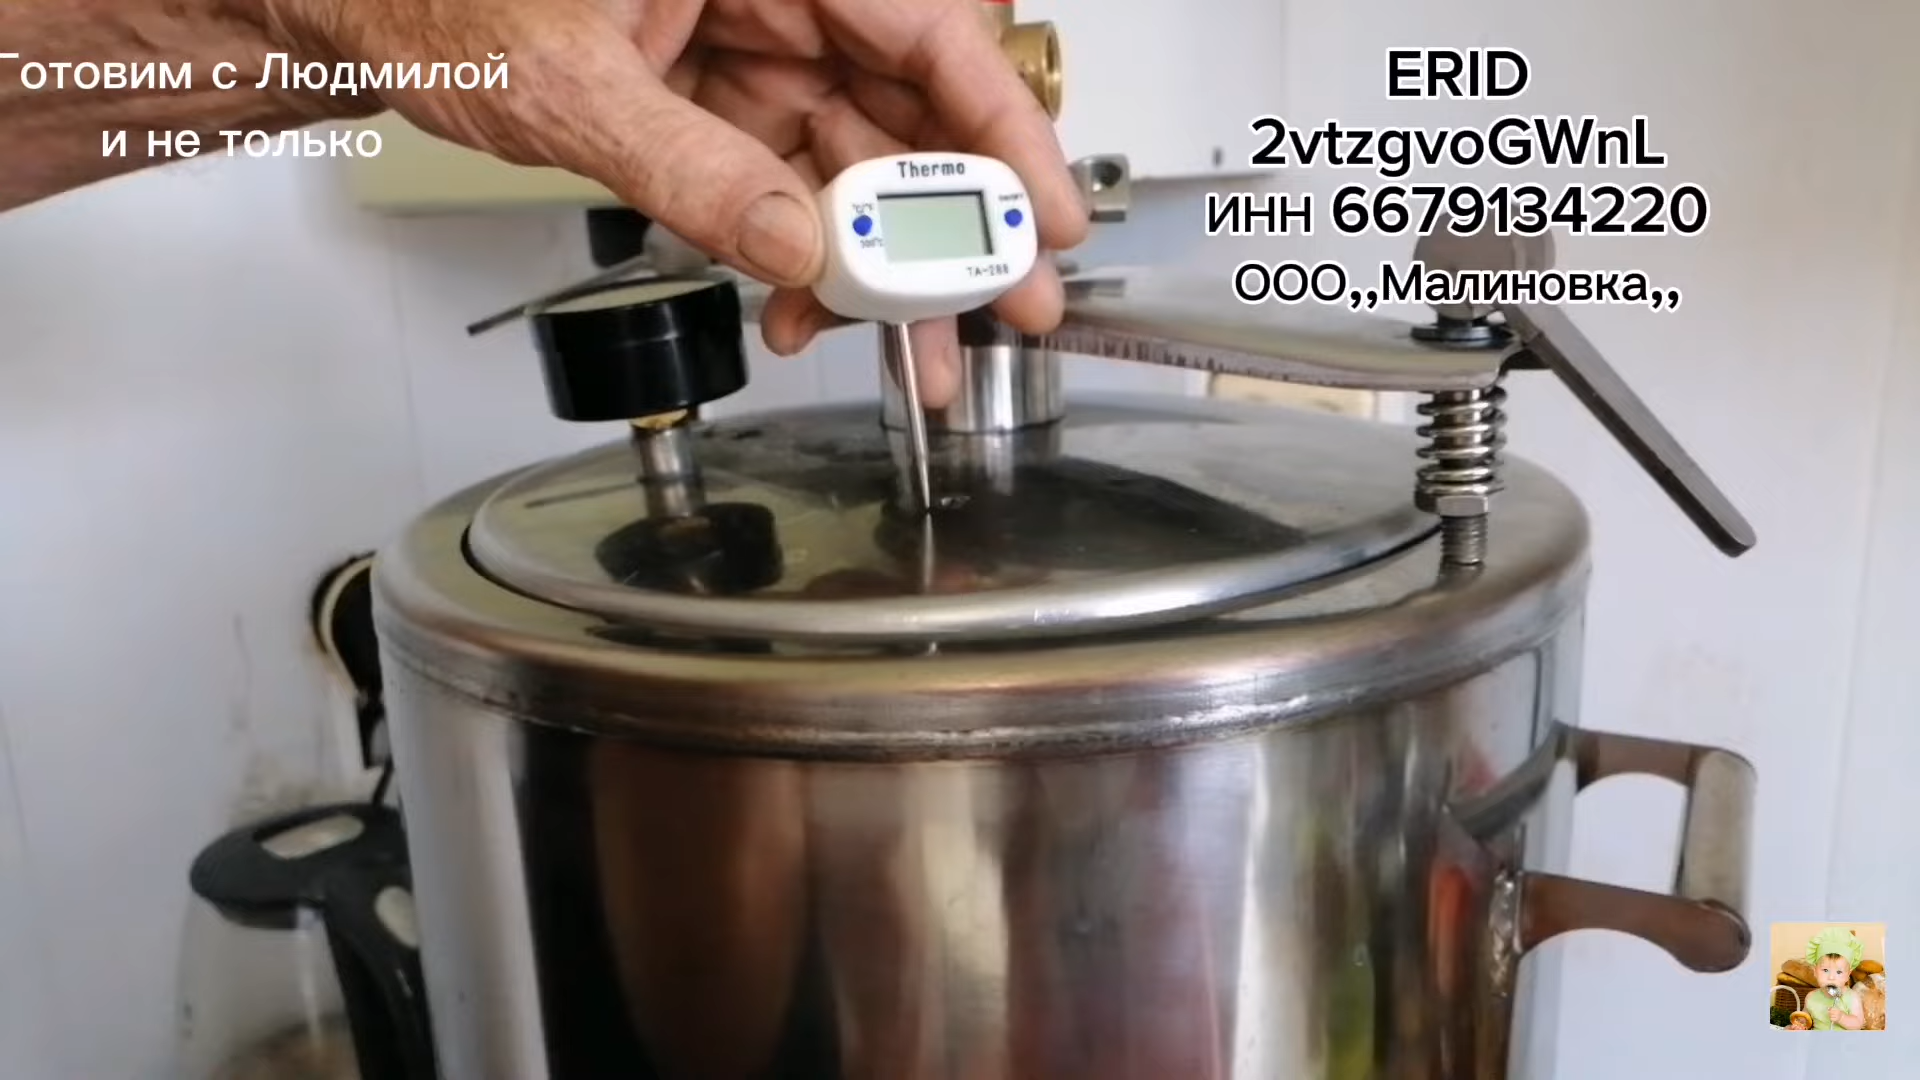 Готовим с Людмилой
и не только
ERID
2vtzgvoGWnL
ИНН 6679134220
ООО,,Малиновка,,
Thermo
°C/°F
TA-288